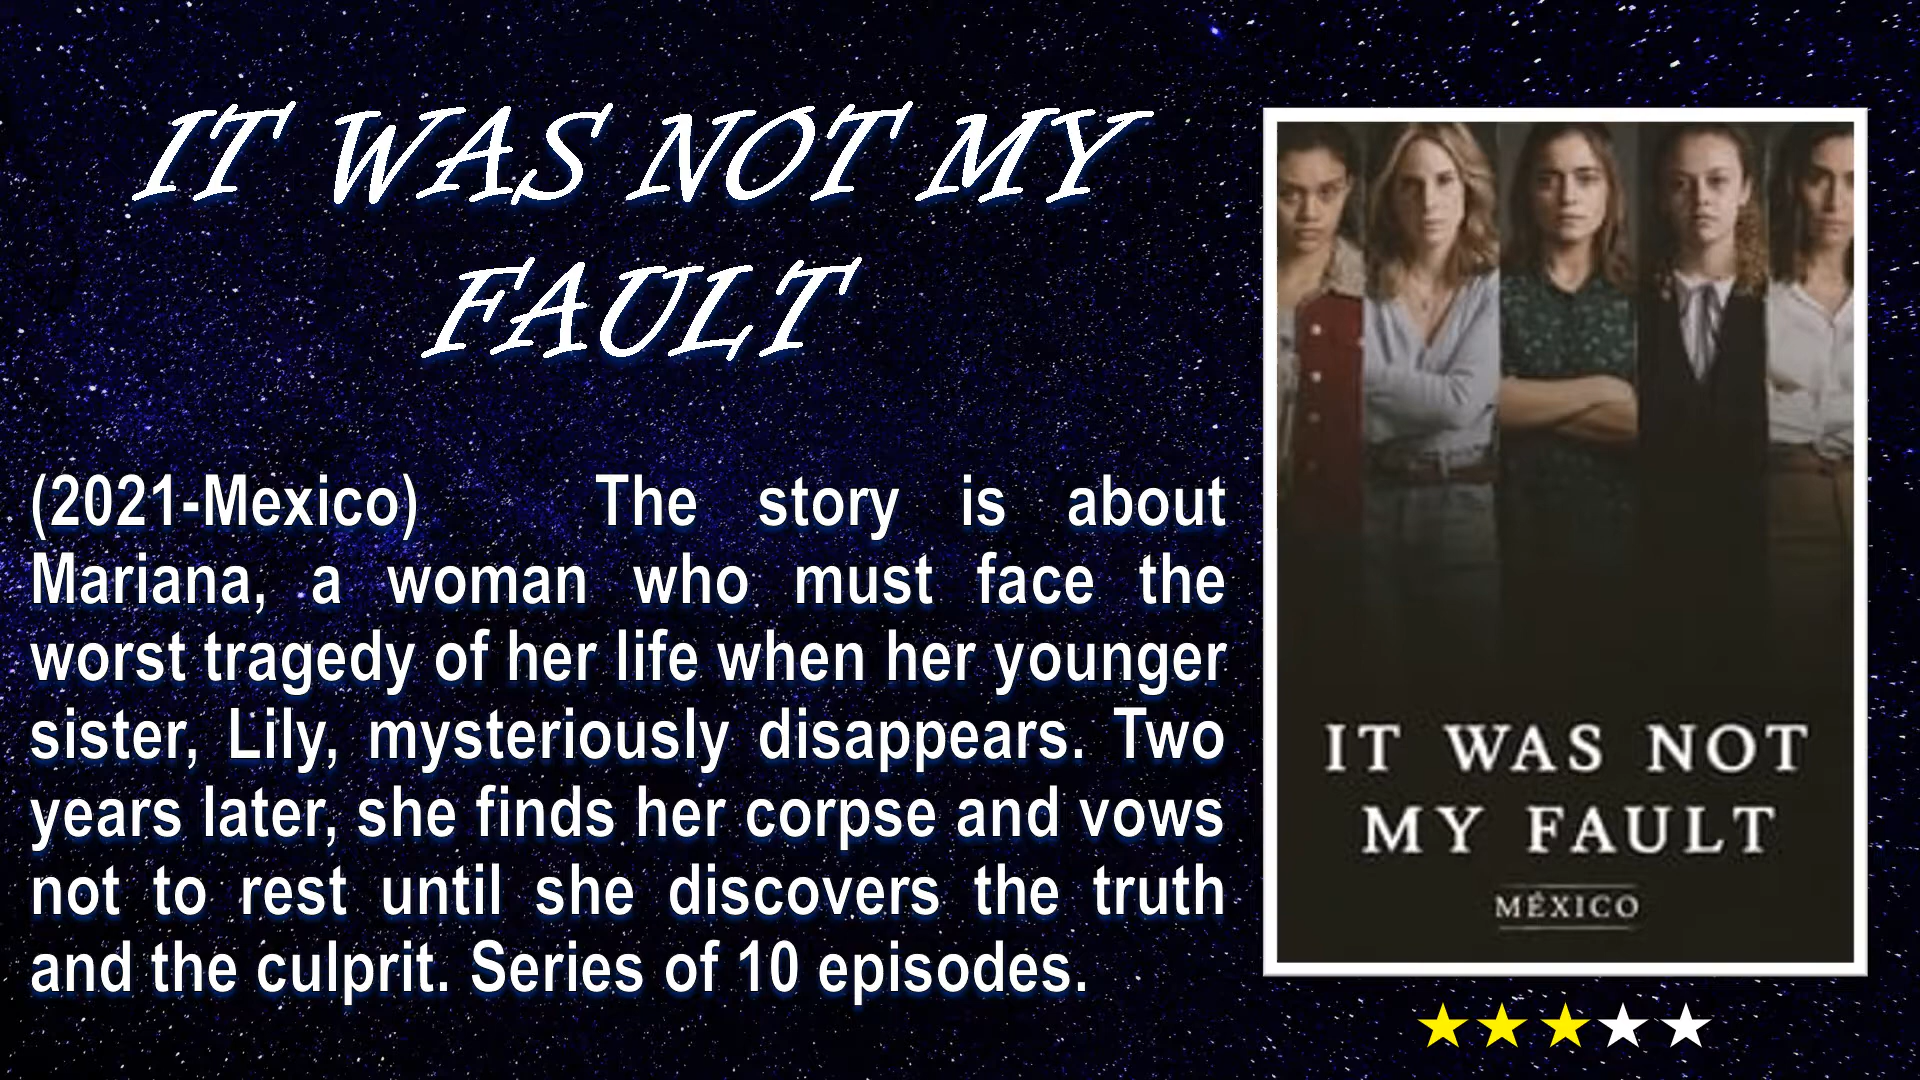 IT WAS NOT MY
FAULT
(2021-Mexico) The story is about
Mariana, a woman who must face the
worst tragedy of her life when her younger
sister, Lily, mysteriously disappears. Two
years later, she finds her corpse and vows
not to rest until she discovers the truth
and the culprit. Series of 10 episodes.
IT WAS NOT
MY FAULT
MÉXICO